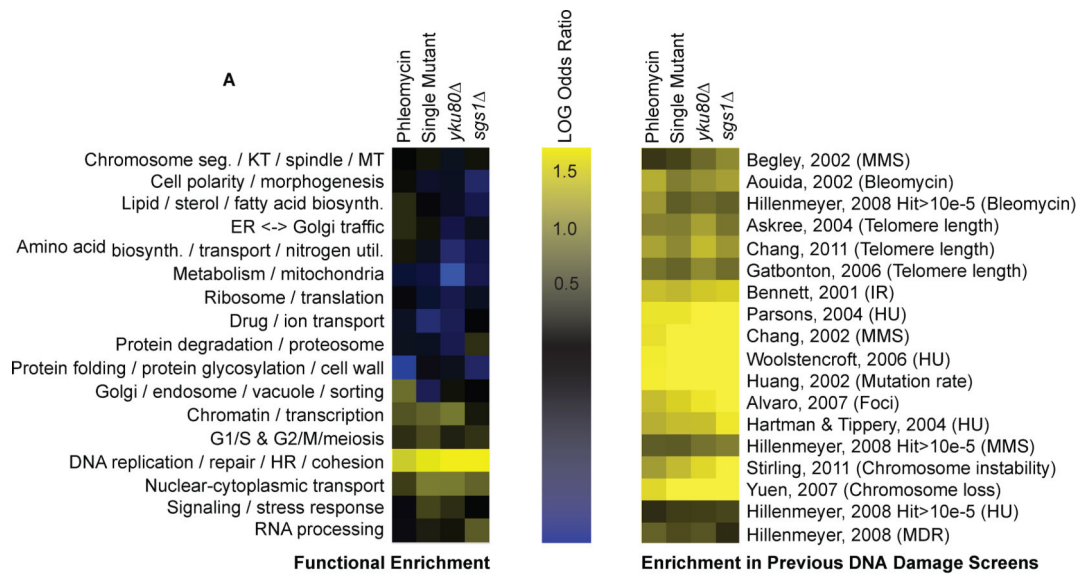 A
Phleomycin
Single Mutant
yku80Δ
sgs1Δ
LOG Odds Ratio
Phleomycin
Single Mutant
yku80Δ
sgs1Δ
Chromosome seg. / KT / spindle / MT
Cell polarity / morphogenesis
Lipid / sterol / fatty acid biosynth.
ER <-> Golgi traffic
Amino acid biosynth. / transport / nitrogen util.
Metabolism / mitochondria
Ribosome / translation
Drug / ion transport
Protein degradation / proteosome
Protein folding / protein glycosylation / cell wall
Golgi / endosome / vacuole / sorting
Chromatin / transcription
G1/S & G2/M/meiosis
DNA replication / repair / HR / cohesion
Nuclear-cytoplasmic transport
Signaling / stress response
RNA processing
Functional Enrichment
1.5
1.0
0.5
Begley, 2002 (MMS)
Aouida, 2002 (Bleomycin)
Hillenmeyer, 2008 Hit>10e-5 (Bleomycin)
Askree, 2004 (Telomere length)
Chang, 2011 (Telomere length)
Gatbonton, 2006 (Telomere length)
Bennett, 2001 (IR)
Parsons, 2004 (HU)
Chang, 2002 (MMS)
Woolstencroft, 2006 (HU)
Huang, 2002 (Mutation rate)
Alvaro, 2007 (Foci)
Hartman & Tippery, 2004 (HU)
Hillenmeyer, 2008 Hit>10e-5 (MMS)
Stirling, 2011 (Chromosome instability)
Yuen, 2007 (Chromosome loss)
Hillenmeyer, 2008 Hit>10e-5 (HU)
Hillenmeyer, 2008 (MDR)
Enrichment in Previous DNA Damage Screens